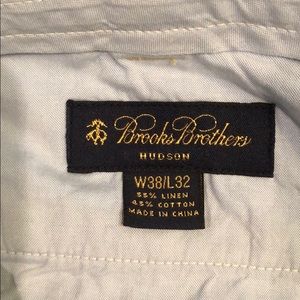 Brooks Brothers
HUDSON
W38/L32
55% LINEN
45% COTTON
MADE IN CHINA